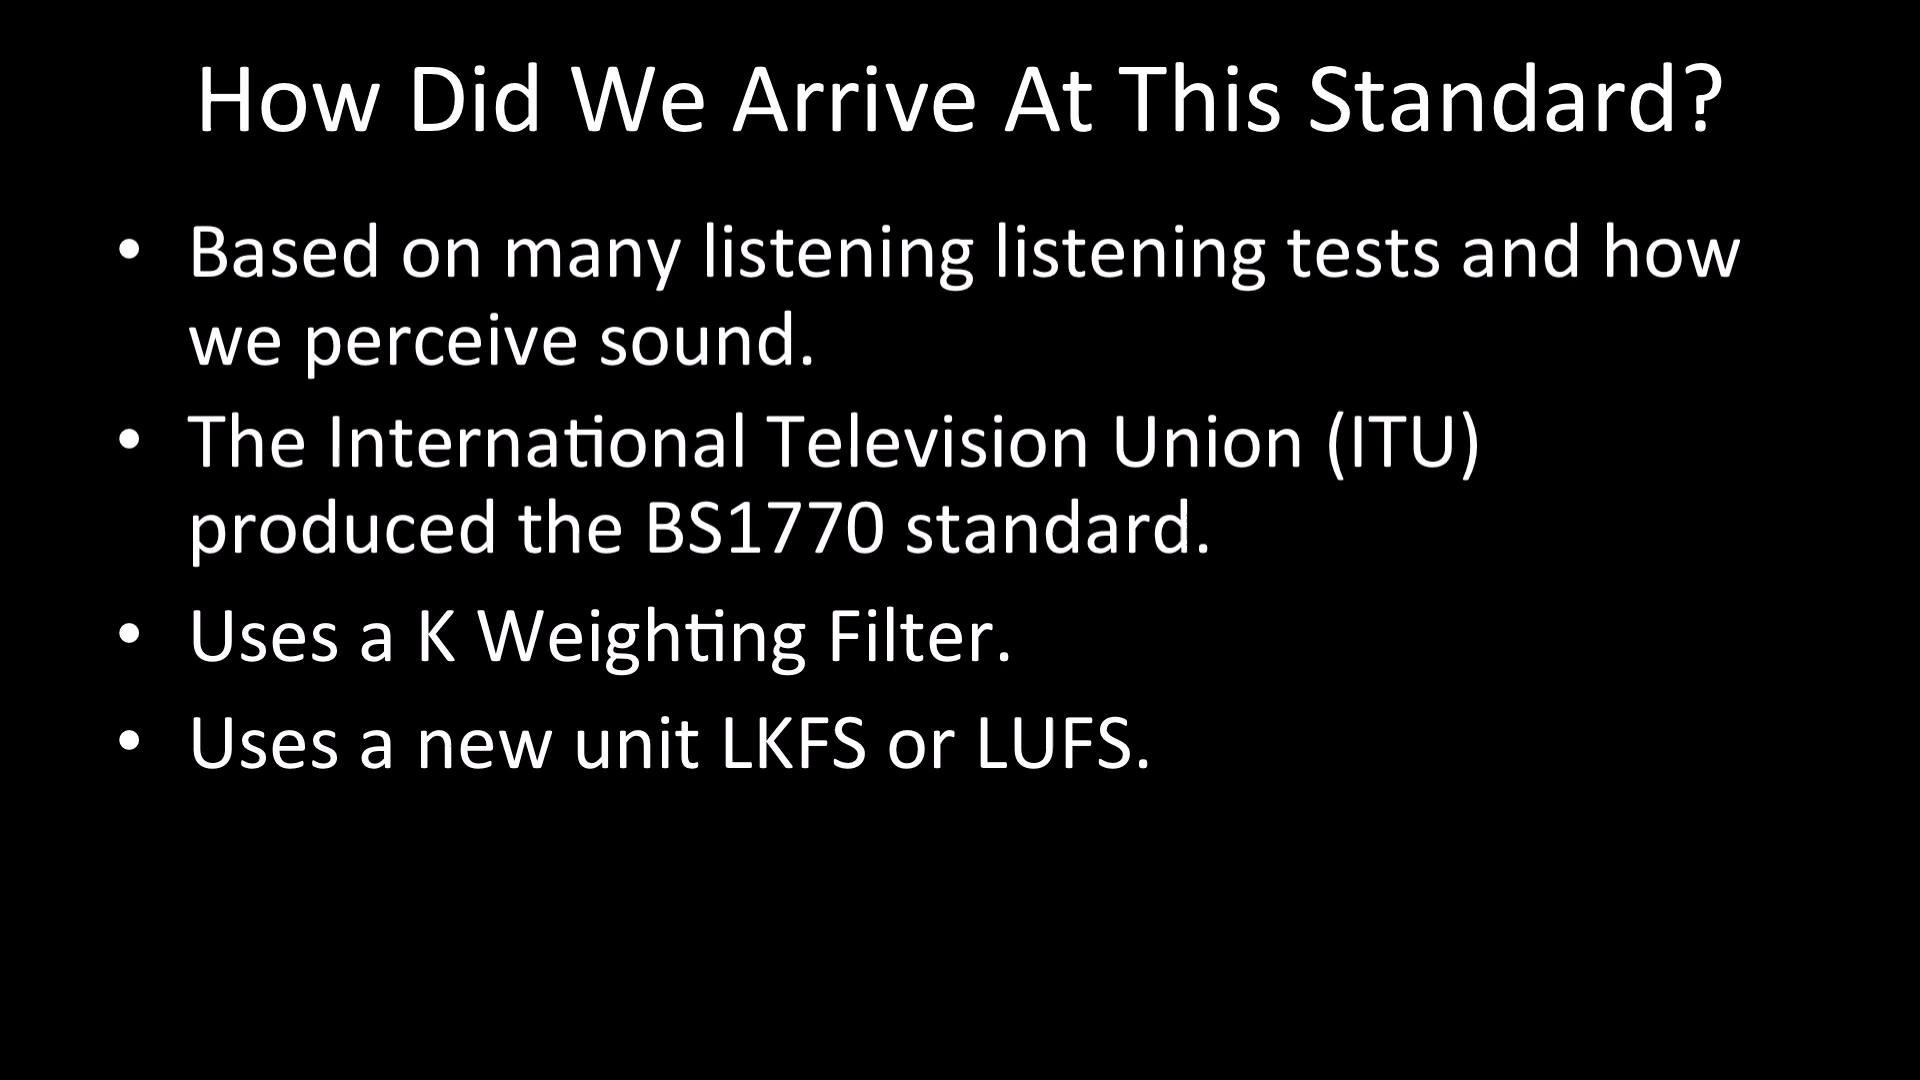 How Did We Arrive At This Standard?
• Based on many listening listening tests and how
we perceive sound.
• The International Television Union (ITU)
produced the BS1770 standard.
• Uses a K Weighting Filter.
• Uses a new unit LKFS or LUFS.